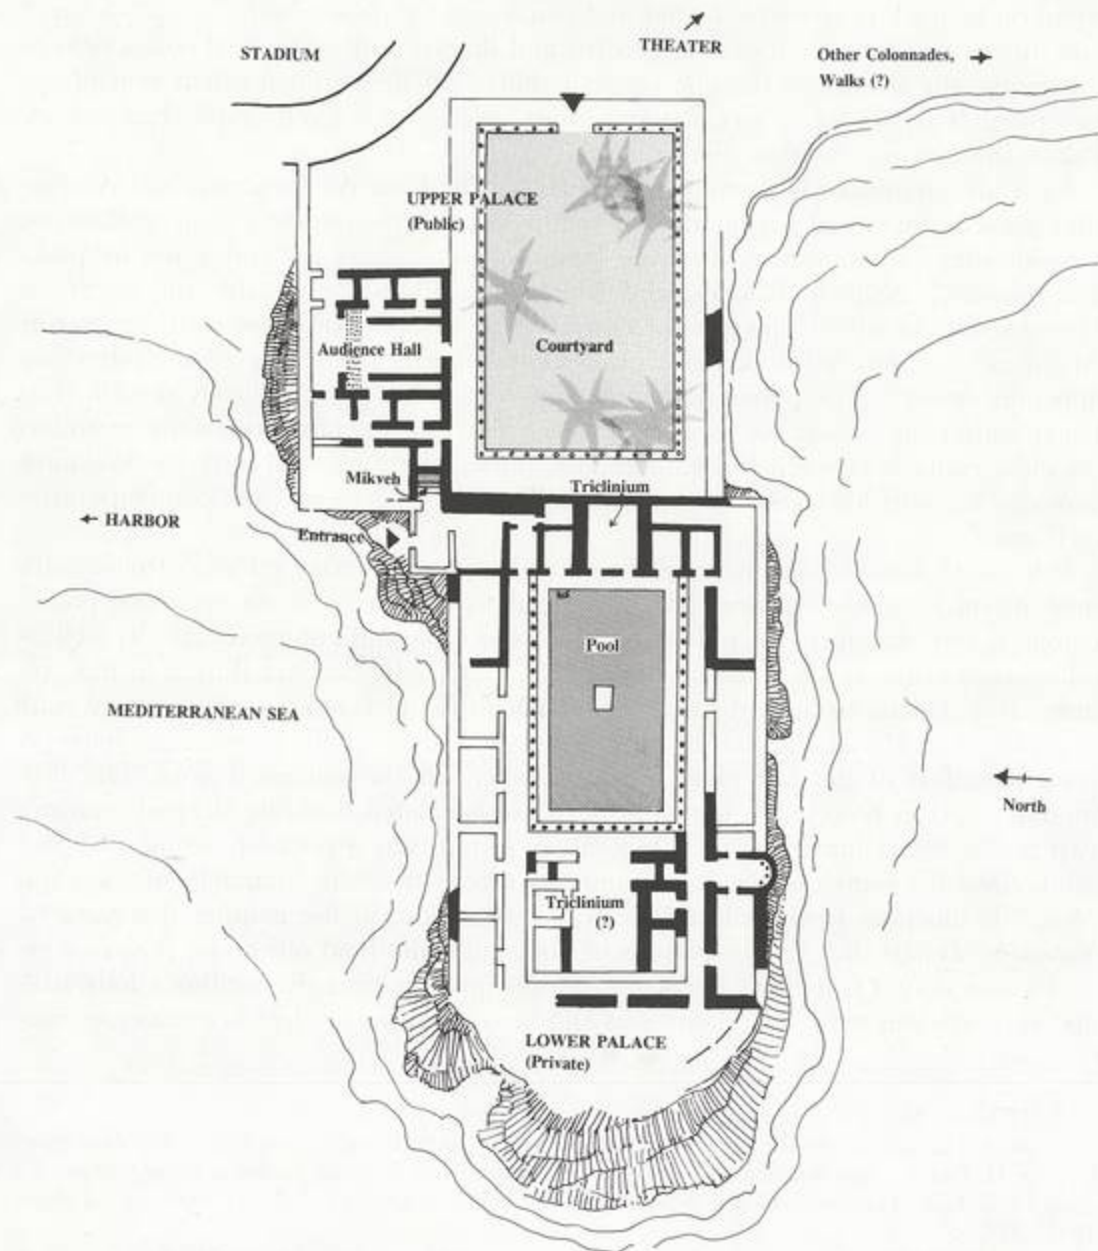 STADIUM
THEATER
Other Colonnades,
Walks (?)
UPPER PALACE
(Public)
Audience Hall
Courtyard
Mikveh
Triclinium
HARBOR
Entrance
Pool
MEDITERRANEAN SEA
North
Triclinium
(?)
LOWER PALACE
(Private)